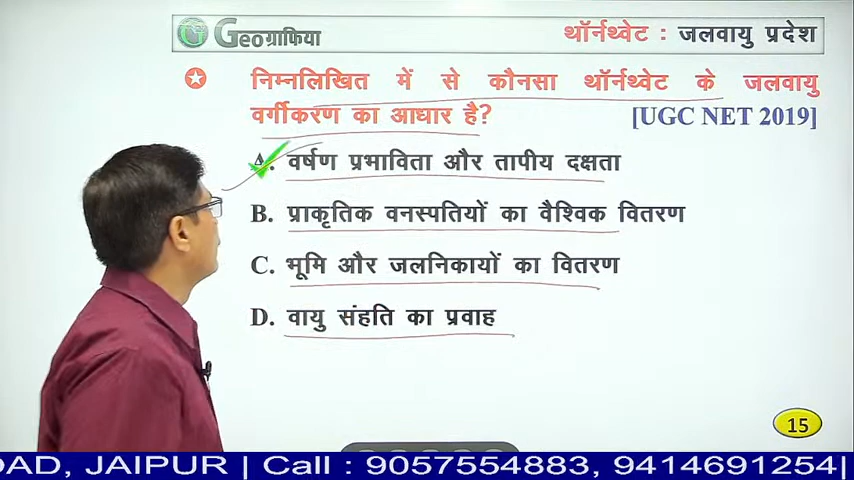 Geoग्राफिया
थॉर्नथ्वेट : जलवायु प्रदेश
निम्नलिखित में से कौनसा थॉर्नथ्वेट के जलवायु
वर्गीकरण का आधार है?
[UGC NET 2019]
A. वर्षण प्रभाविता और तापीय दक्षता
B. प्राकृतिक वनस्पतियों का वैश्विक वितरण
C. भूमि और जलनिकायों का वितरण
D. वायु संहति का प्रवाह
15
OAD, JAIPUR | Call : 9057554883, 9414691254|